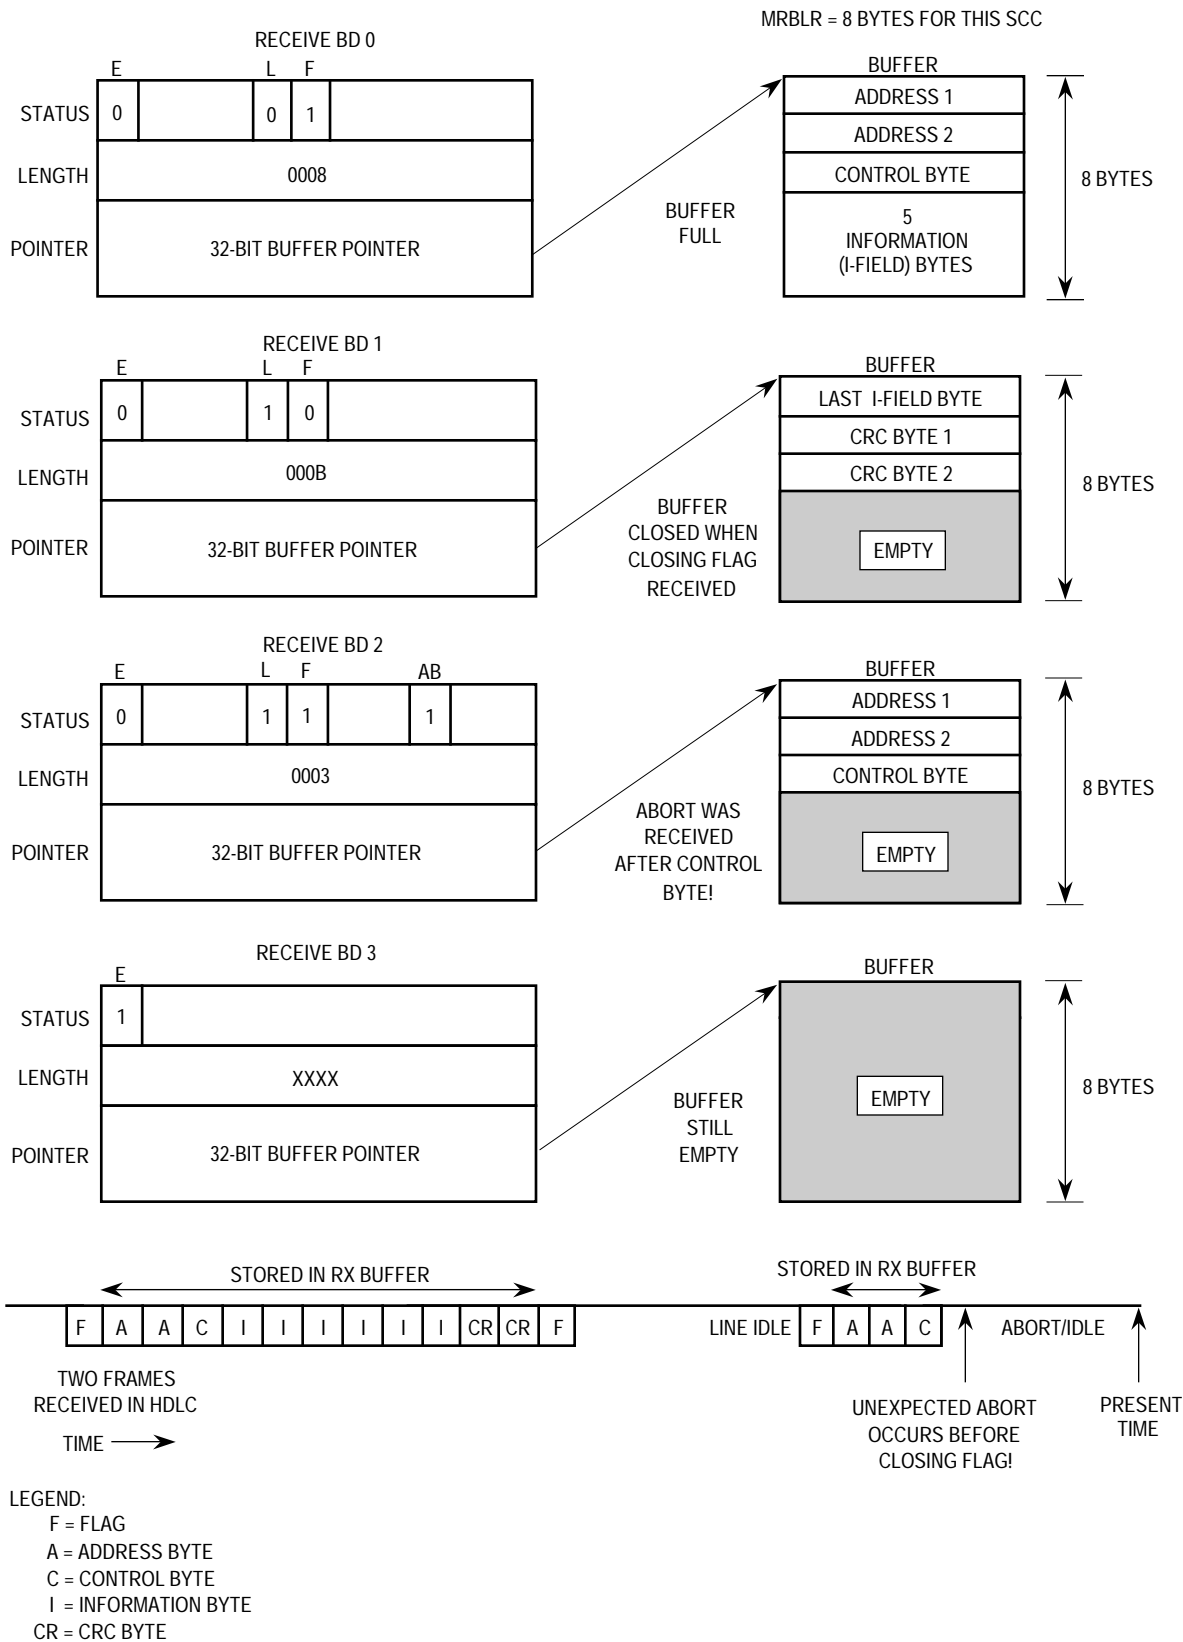 MRBLR = 8 BYTES FOR THIS SCC
RECEIVE BD 0
E L F
STATUS 0 0 1
LENGTH 0008
POINTER 32-BIT BUFFER POINTER
BUFFER
FULL
BUFFER
ADDRESS 1
ADDRESS 2
CONTROL BYTE
5
INFORMATION
(I-FIELD) BYTES
8 BYTES
RECEIVE BD 1
E L F
STATUS 0 1 0
LENGTH 000B
POINTER 32-BIT BUFFER POINTER
BUFFER
CLOSED WHEN
CLOSING FLAG
RECEIVED
BUFFER
LAST I-FIELD BYTE
CRC BYTE 1
CRC BYTE 2
EMPTY
8 BYTES
RECEIVE BD 2
E L F AB
STATUS 0 1 1 1
LENGTH 0003
POINTER 32-BIT BUFFER POINTER
ABORT WAS
RECEIVED
AFTER CONTROL
BYTE!
BUFFER
ADDRESS 1
ADDRESS 2
CONTROL BYTE
EMPTY
8 BYTES
RECEIVE BD 3
E
STATUS 1
LENGTH XXXX
POINTER 32-BIT BUFFER POINTER
BUFFER
STILL
EMPTY
BUFFER
EMPTY
8 BYTES
STORED IN RX BUFFER
STORED IN RX BUFFER
F A A C I I I I I I CR CR F LINE IDLE F A A C ABORT/IDLE
TWO FRAMES
RECEIVED IN HDLC
TIME
UNEXPECTED ABORT
OCCURS BEFORE
CLOSING FLAG!
PRESENT
TIME
LEGEND:
F = FLAG
A = ADDRESS BYTE
C = CONTROL BYTE
I = INFORMATION BYTE
CR = CRC BYTE